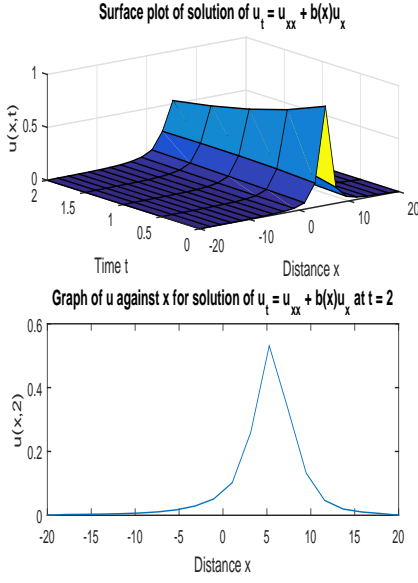 Surface plot of solution of u_t = u_xx + b(x)u_x
1
0.5
0
u(x,t)
2
1.5
1
0.5
0
Time t
-20
-10
0
10
20
Distance x
Graph of u against x for solution of u_t = u_xx + b(x)u_x at t = 2
0.6
0.4
0.2
0
u(x,2)
-20 -15 -10 -5 0 5 10 15 20
Distance x